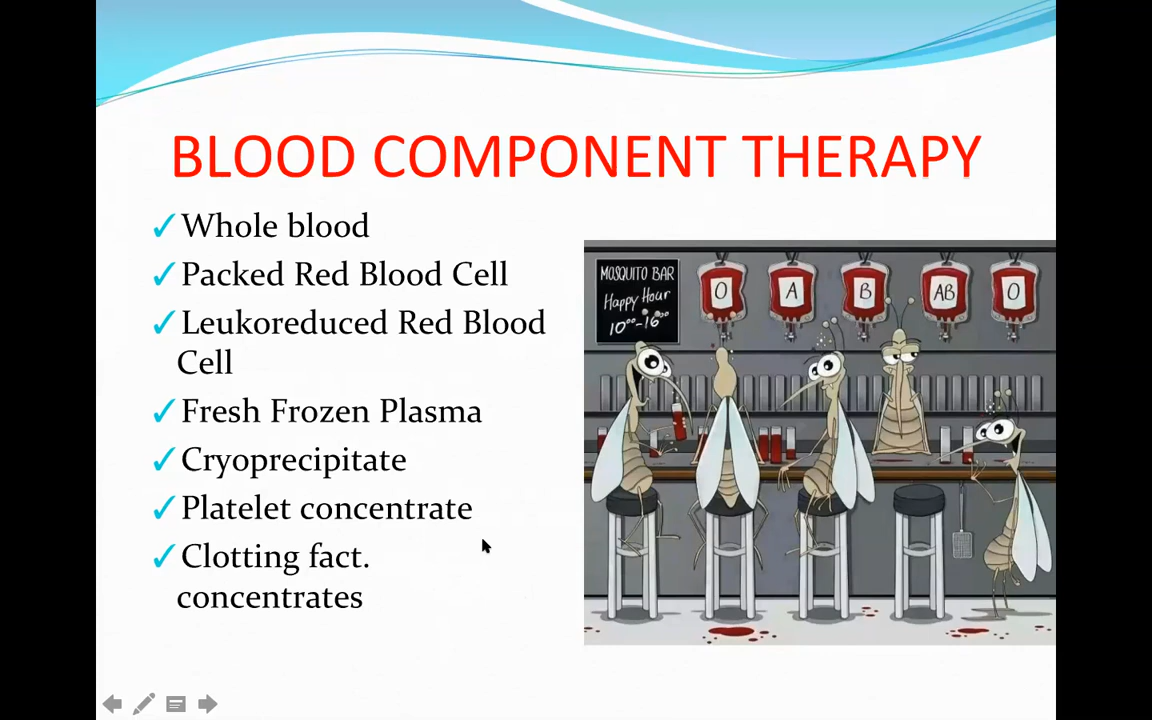 BLOOD COMPONENT THERAPY
✓Whole blood
✓Packed Red Blood Cell
✓Leukoreduced Red Blood
Cell
✓Fresh Frozen Plasma
✓Cryoprecipitate
✓Platelet concentrate
✓Clotting fact.
concentrates
MOSQUITO BAR
Happy Hour
10⁰⁰-16⁰⁰
O A B AB O